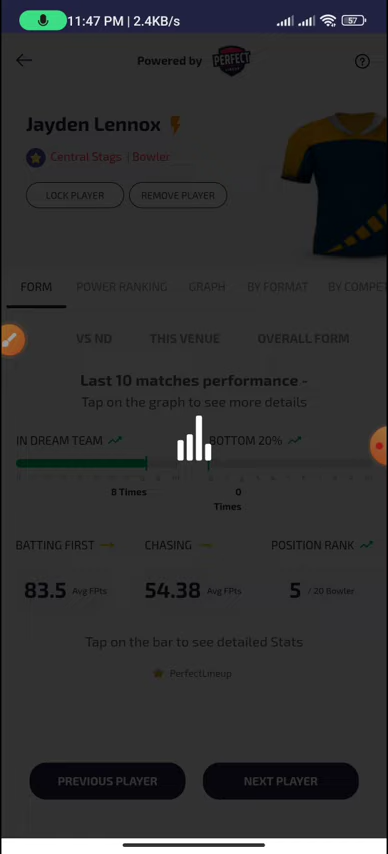 11:47 PM | 2.4KB/s
57
Powered by PERFECT
Jayden Lennox
Central Stags | Bowler
LOCK PLAYER REMOVE PLAYER
FORM POWER RANKING GRAPH BY FORMAT BY COMPET
VS ND THIS VENUE OVERALL FORM
Last 10 matches performance -
Tap on the graph to see more details
IN DREAM TEAM BOTTOM 20%
8 Times 0 Times
BATTING FIRST CHASING POSITION RANK
83.5 Avg FPts 54.38 Avg FPts 5 / 20 Bowler
Tap on the bar to see detailed Stats
PerfectLineup
PREVIOUS PLAYER NEXT PLAYER